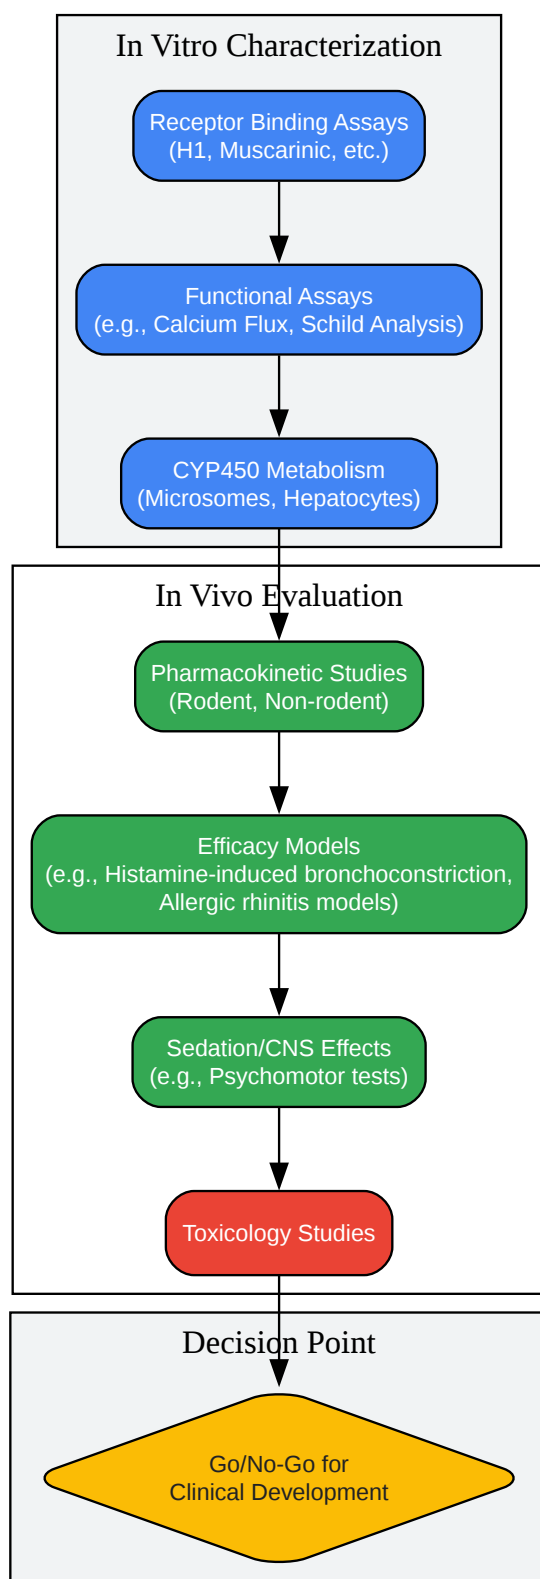 In Vitro Characterization
Receptor Binding Assays
(H1, Muscarinic, etc.)
Functional Assays
(e.g., Calcium Flux, Schild Analysis)
CYP450 Metabolism
(Microsomes, Hepatocytes)
In Vivo Evaluation
Pharmacokinetic Studies
(Rodent, Non-rodent)
Efficacy Models
(e.g., Histamine-induced bronchoconstriction,
Allergic rhinitis models)
Sedation/CNS Effects
(e.g., Psychomotor tests)
Toxicology Studies
Decision Point
Go/No-Go for
Clinical Development